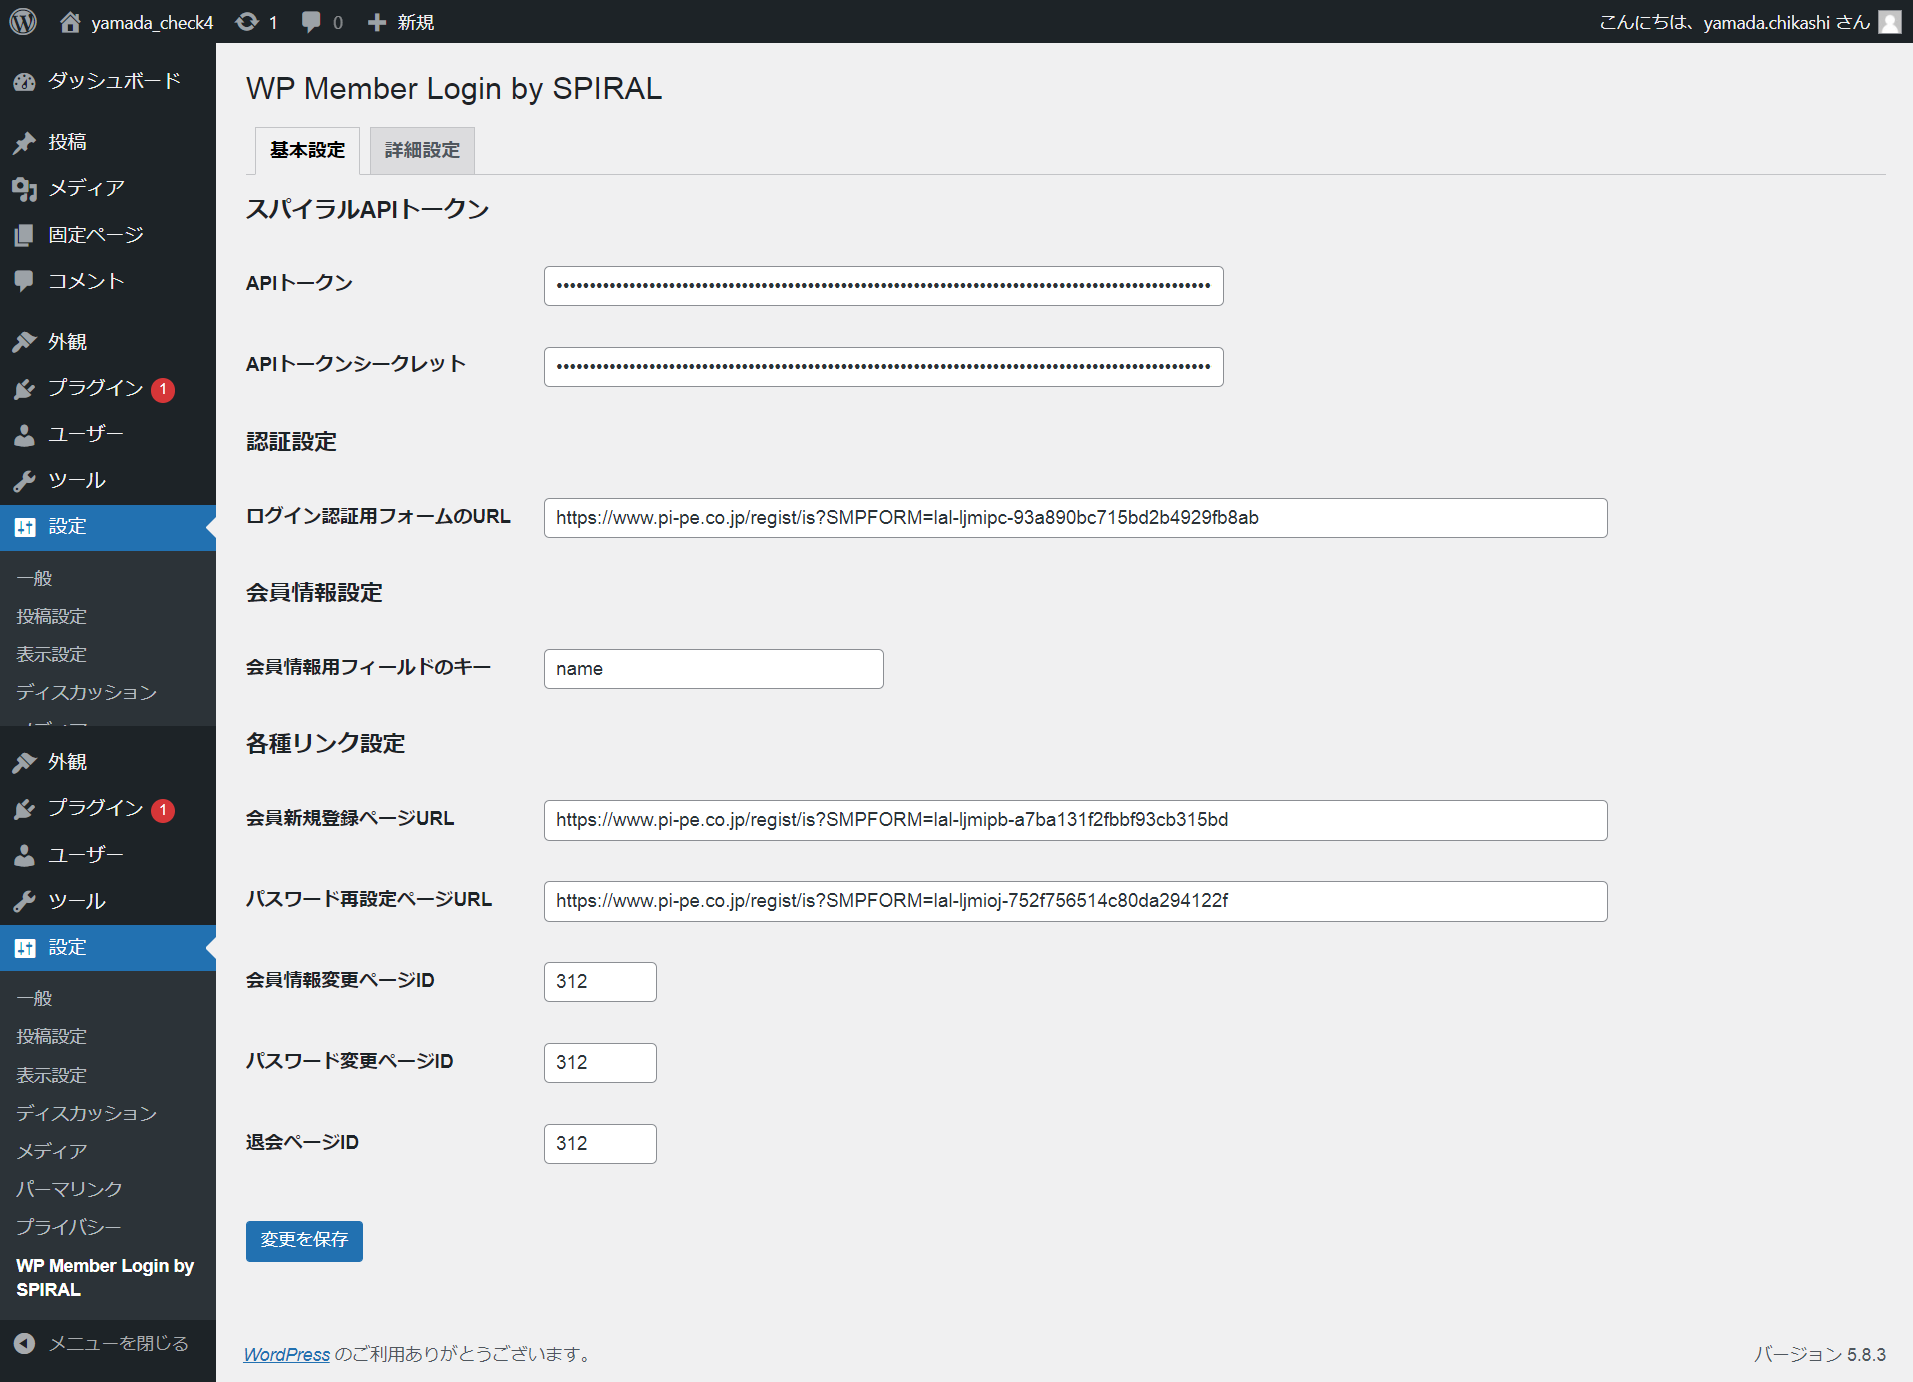 yamada_check4
1
0
新規
こんにちは、yamada.chikashi さん
ダッシュボード
投稿
メディア
固定ページ
コメント
外観
プラグイン 1
ユーザー
ツール
設定
一般
投稿設定
表示設定
ディスカッション
メディア
外観
プラグイン 1
ユーザー
ツール
設定
一般
投稿設定
表示設定
ディスカッション
メディア
パーマリンク
プライバシー
WP Member Login by
SPIRAL
メニューを閉じる
WP Member Login by SPIRAL
基本設定
詳細設定
スパイラルAPIトークン
APIトークン
APIトークンシークレット
認証設定
ログイン認証用フォームのURL
https://www.pi-pe.co.jp/regist/is?SMPFORM=lal-ljmipc-93a890bc715bd2b4929fb8ab
会員情報設定
会員情報用フィールドのキー
name
各種リンク設定
会員新規登録ページURL
https://www.pi-pe.co.jp/regist/is?SMPFORM=lal-ljmipb-a7ba131f2fbbf93cb315bd
パスワード再設定ページURL
https://www.pi-pe.co.jp/regist/is?SMPFORM=lal-ljmioj-752f756514c80da294122f
会員情報変更ページID
312
パスワード変更ページID
312
退会ページID
312
変更を保存
WordPress のご利用ありがとうございます。
バージョン 5.8.3